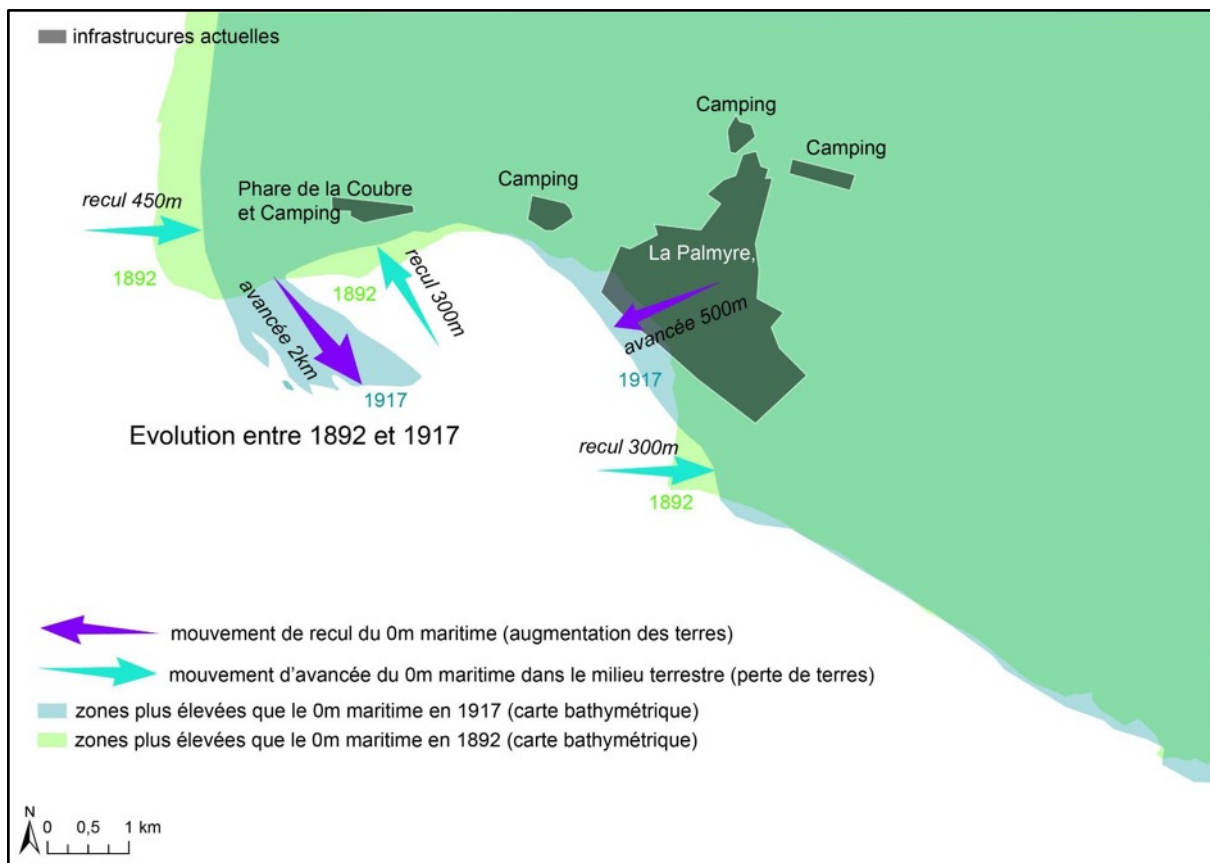 infrastrucures actuelles
Camping
Camping
Camping
Phare de la Coubre
et Camping
recul 450m
La Palmyre,
1892
1892
recul 300m
avancée 2km
avancée 500m
1917
1917
Evolution entre 1892 et 1917
recul 300m
1892
mouvement de recul du 0m maritime (augmentation des terres)
mouvement d'avancée du 0m maritime dans le milieu terrestre (perte de terres)
zones plus élevées que le 0m maritime en 1917 (carte bathymétrique)
zones plus élevées que le 0m maritime en 1892 (carte bathymétrique)
N
0 0,5 1 km